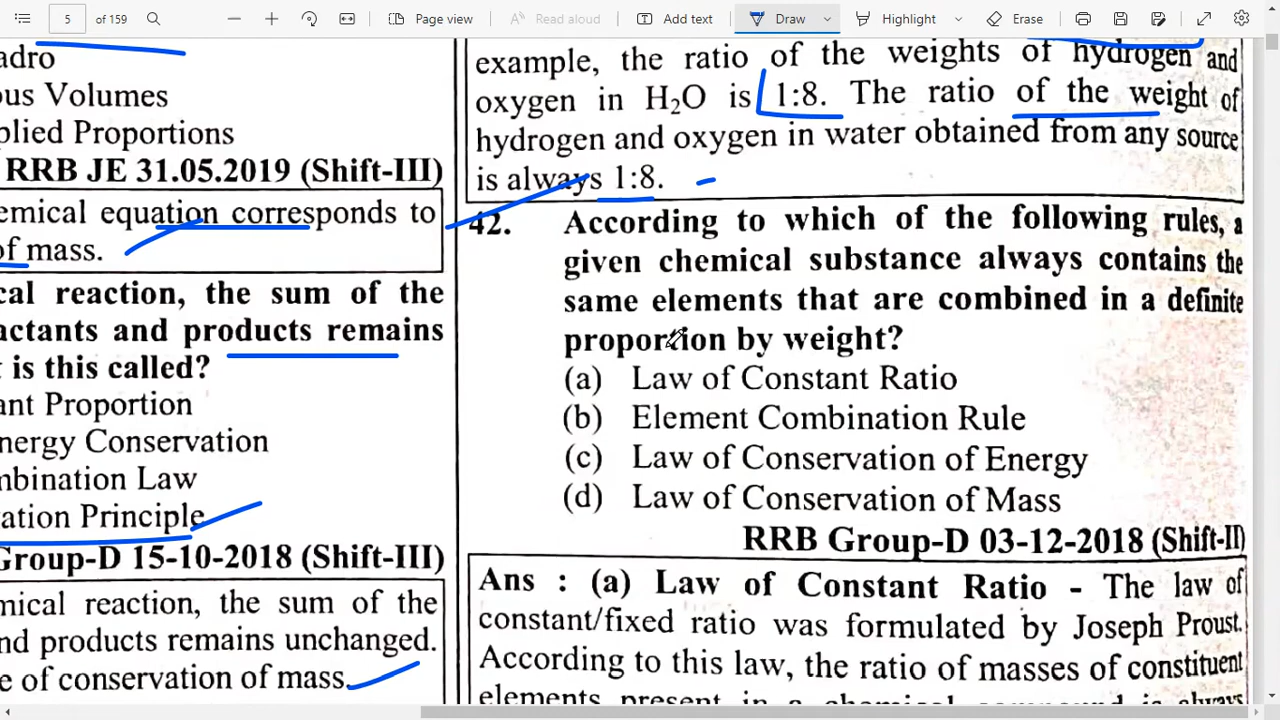 5 of 159
Page view
Read aloud
Add text
Draw
Highlight
Erase
adro
ous Volumes
plied Proportions
RRB JE 31.05.2019 (Shift-III)
emical equation corresponds to
of mass.
cal reaction, the sum of the
actants and products remains
is this called?
ant Proportion
nergy Conservation
mbination Law
ation Principle
Group-D 15-10-2018 (Shift-III)
mical reaction, the sum of the
nd products remains unchanged.
e of conservation of mass.
example, the ratio of the weights of hydrogen and
oxygen in H₂O is 1:8. The ratio of the weight of
hydrogen and oxygen in water obtained from any source
is always 1:8.
42. According to which of the following rules, a
given chemical substance always contains the
same elements that are combined in a definite
proportion by weight?
(a) Law of Constant Ratio
(b) Element Combination Rule
(c) Law of Conservation of Energy
(d) Law of Conservation of Mass
RRB Group-D 03-12-2018 (Shift-II)
Ans : (a) Law of Constant Ratio - The law of
constant/fixed ratio was formulated by Joseph Proust.
According to this law, the ratio of masses of constituent
elements present in a chemical compound is always